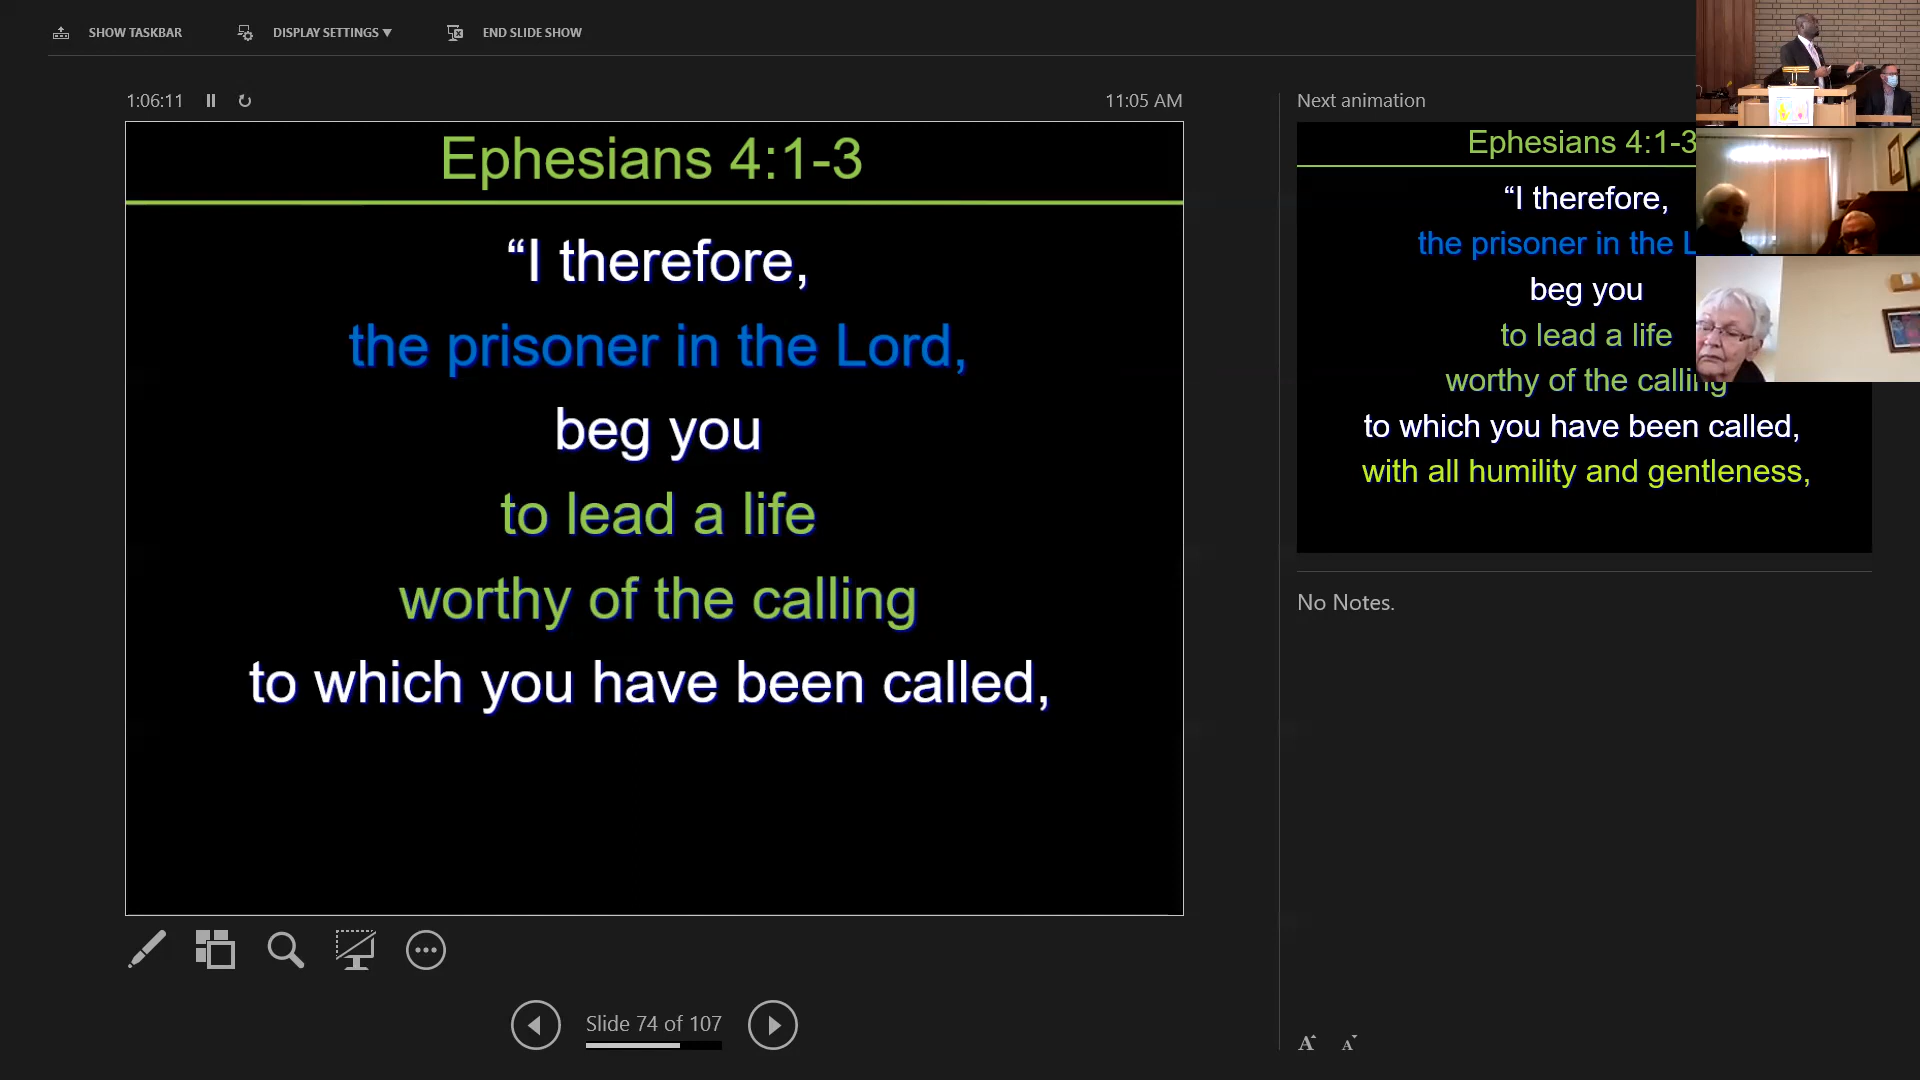 SHOW TASKBAR
DISPLAY SETTINGS ▼
END SLIDE SHOW
1:06:11
11:05 AM
Ephesians 4:1-3
“I therefore,
the prisoner in the Lord,
beg you
to lead a life
worthy of the calling
to which you have been called,
Slide 74 of 107
Next animation
Ephesians 4:1-3
“I therefore,
the prisoner in the L
beg you
to lead a life
worthy of the calling
to which you have been called,
with all humility and gentleness,
No Notes.
A A